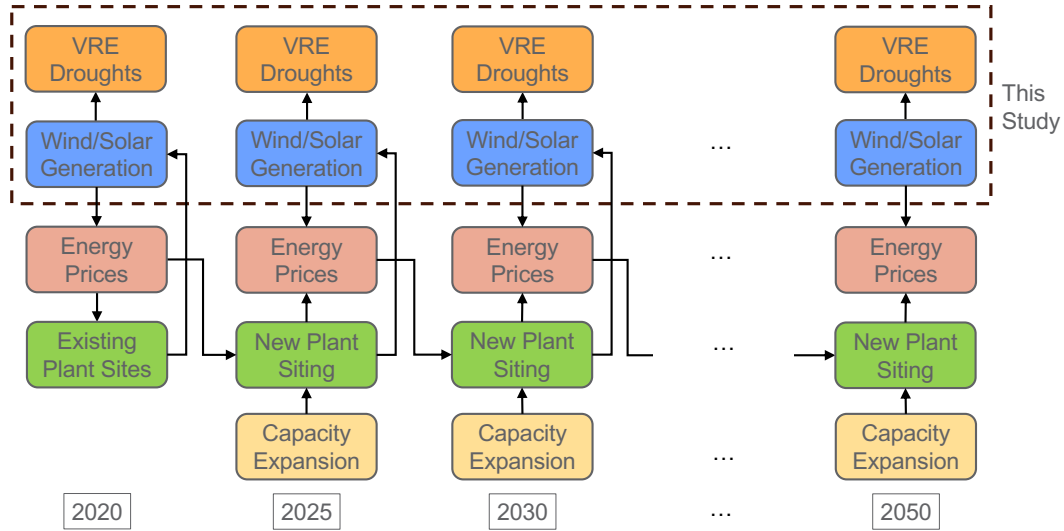 VRE
Droughts
VRE
Droughts
VRE
Droughts
VRE
Droughts
This
Study
Wind/Solar
Generation
Wind/Solar
Generation
Wind/Solar
Generation
...
Wind/Solar
Generation
Energy
Prices
Energy
Prices
Energy
Prices
...
Energy
Prices
Existing
Plant Sites
New Plant
Siting
New Plant
Siting
...
New Plant
Siting
Capacity
Expansion
Capacity
Expansion
...
Capacity
Expansion
2020
2025
2030
...
2050